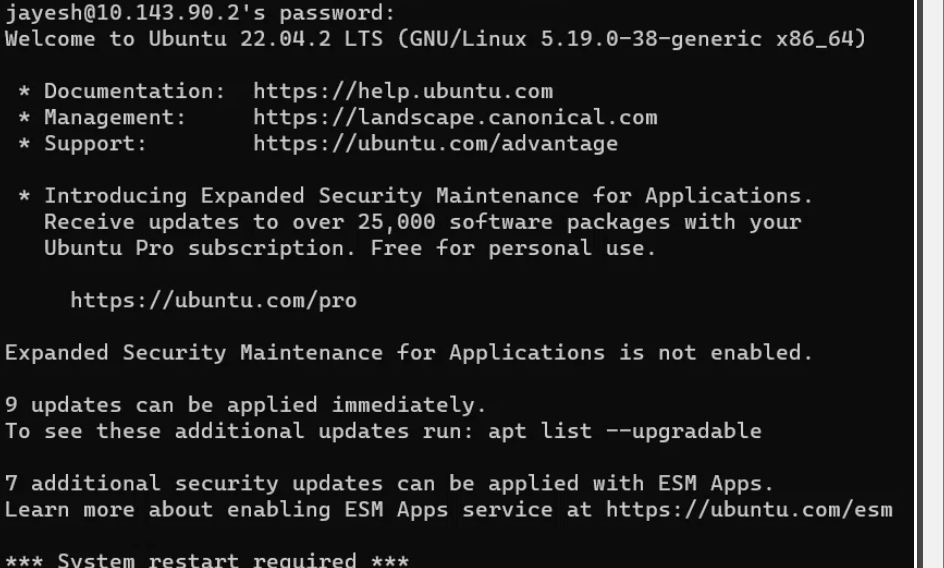 jayesh@10.143.90.2's password:
Welcome to Ubuntu 22.04.2 LTS (GNU/Linux 5.19.0-38-generic x86_64)
* Documentation:  https://help.ubuntu.com
* Management:     https://landscape.canonical.com
* Support:        https://ubuntu.com/advantage
* Introducing Expanded Security Maintenance for Applications.
Receive updates to over 25,000 software packages with your
Ubuntu Pro subscription. Free for personal use.
https://ubuntu.com/pro
Expanded Security Maintenance for Applications is not enabled.
9 updates can be applied immediately.
To see these additional updates run: apt list --upgradable
7 additional security updates can be applied with ESM Apps.
Learn more about enabling ESM Apps service at https://ubuntu.com/esm
*** System restart required ***